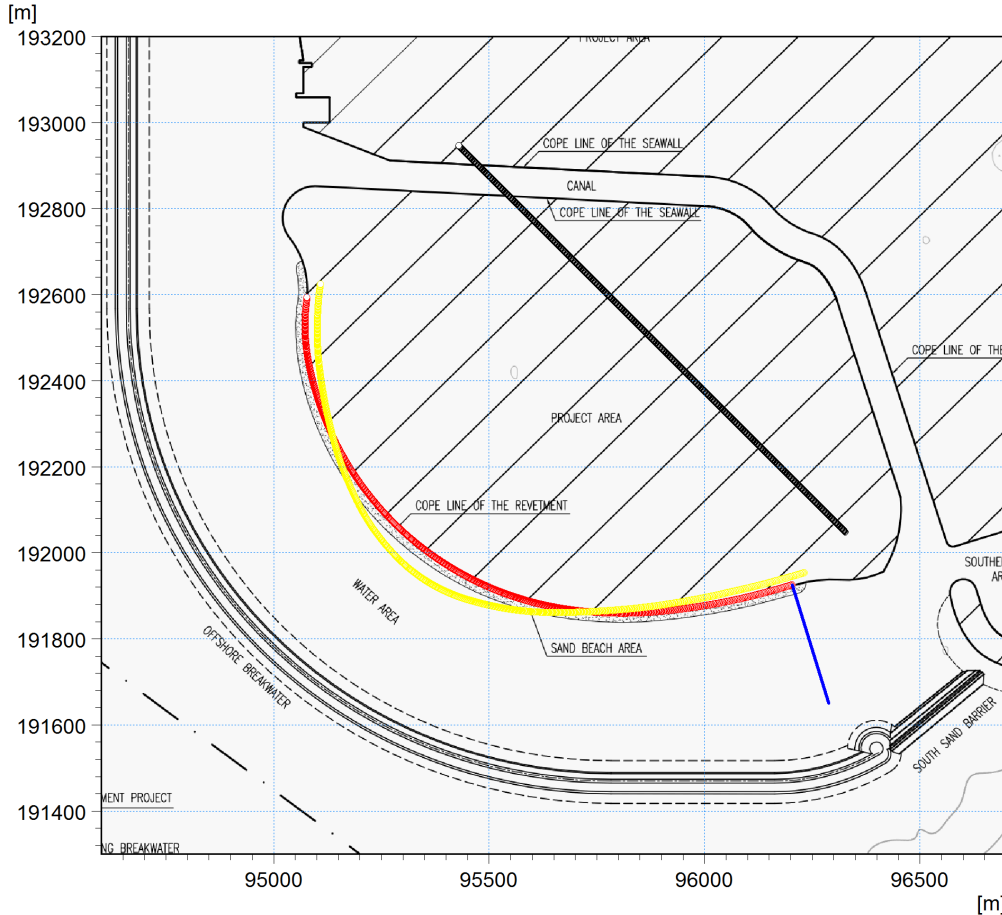 [m]
193200
PROJECT AREA
193000
COPE LINE OF THE SEAWALL
CANAL
192800
COPE LINE OF THE SEAWALL
192600
COPE LINE OF THE
192400
PROJECT AREA
192200
COPE LINE OF THE REVETMENT
192000
SOUTHE
AR
WATER AREA
191800
SAND BEACH AREA
OFFSHORE BREAKWATER
191600
SOUTH SAND BARRIER
MENT PROJECT
191400
NG BREAKWATER
95000
95500
96000
96500
[m]